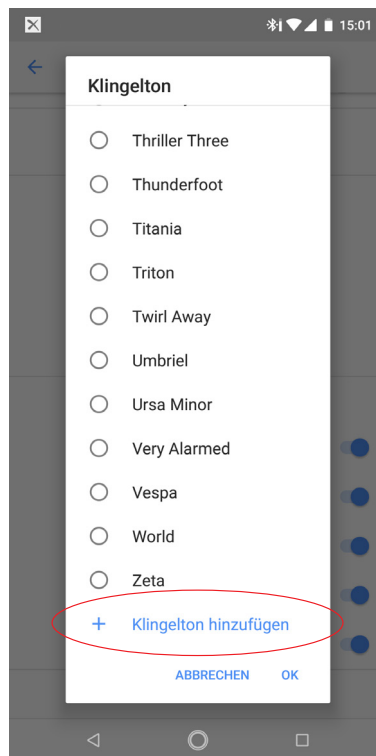 15:01
Klingelton
Thriller Three
Thunderfoot
Titania
Triton
Twirl Away
Umbriel
Ursa Minor
Very Alarmed
Vespa
World
Zeta
+ Klingelton hinzufügen
ABBRECHEN OK